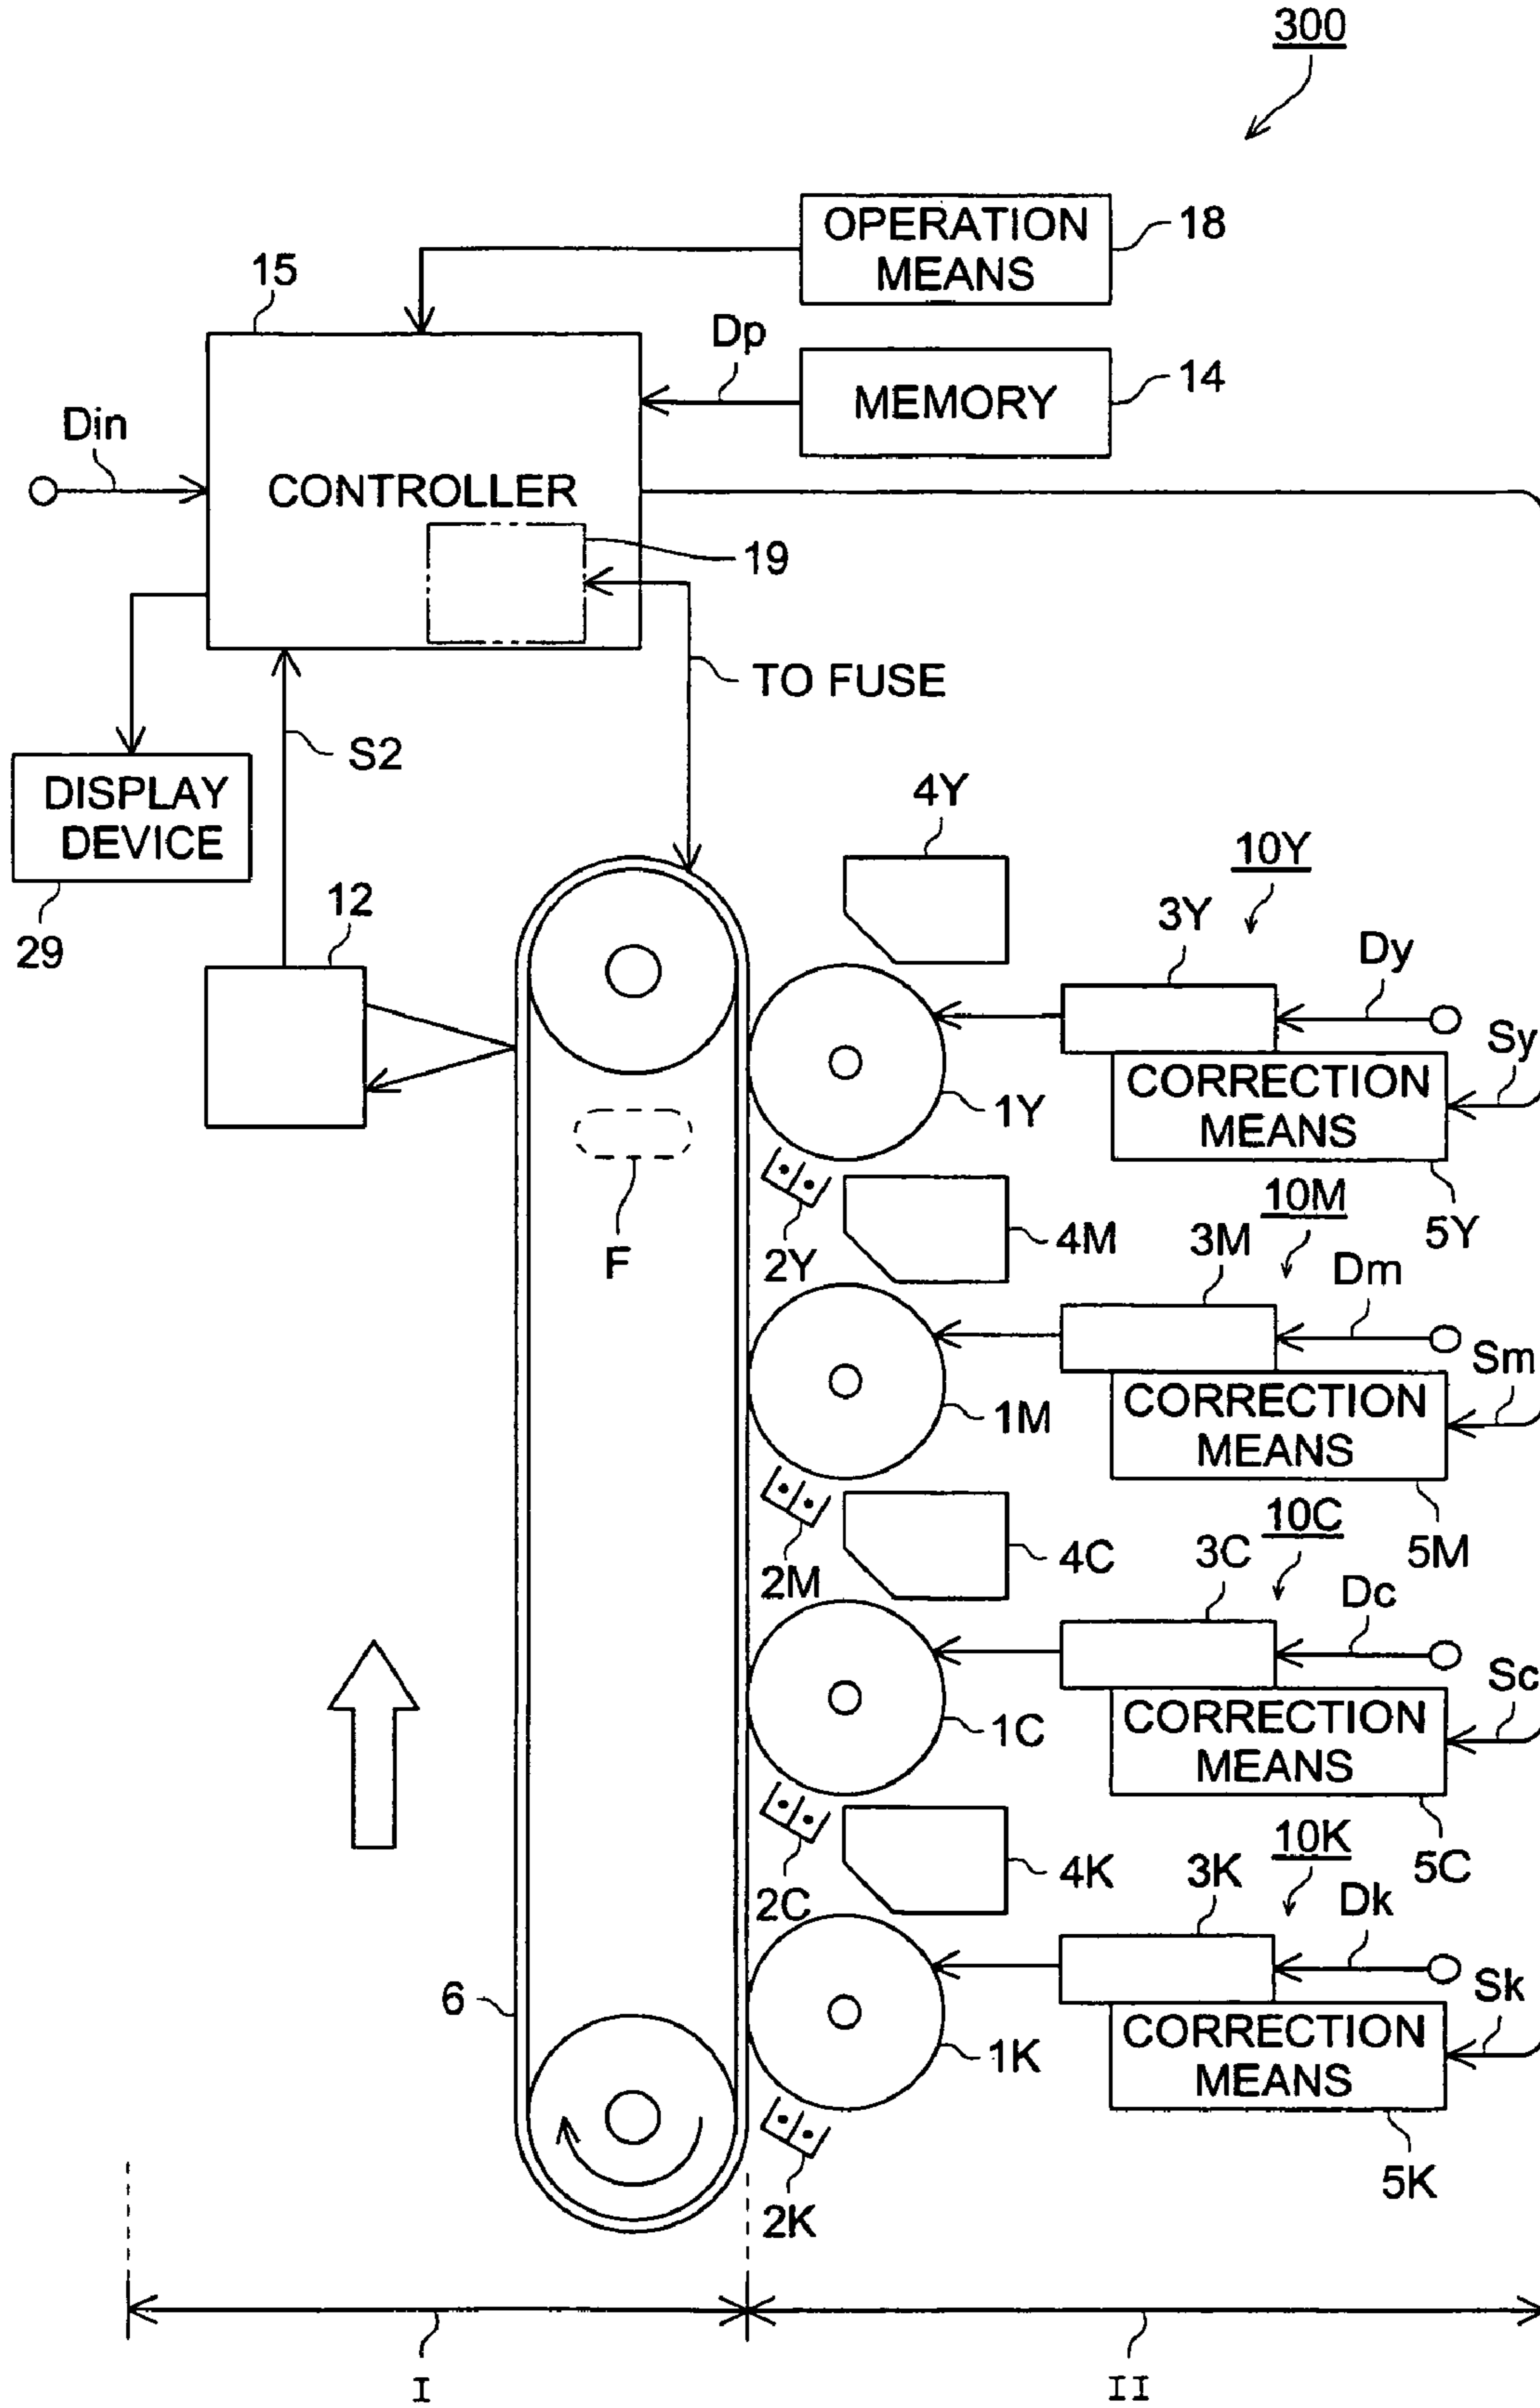 300
OPERATION
MEANS
18
15
Dp
MEMORY
14
Din
CONTROLLER
19
TO FUSE
S2
DISPLAY
DEVICE
29
12
4Y
10Y
3Y
Dy
Sy
CORRECTION
MEANS
1Y
F
2Y
5Y
10M
4M
3M
Dm
Sm
CORRECTION
MEANS
1M
2M
5M
10C
4C
3C
Dc
Sc
CORRECTION
MEANS
1C
2C
5C
10K
4K
3K
Dk
Sk
CORRECTION
MEANS
6
1K
2K
5K
I
II